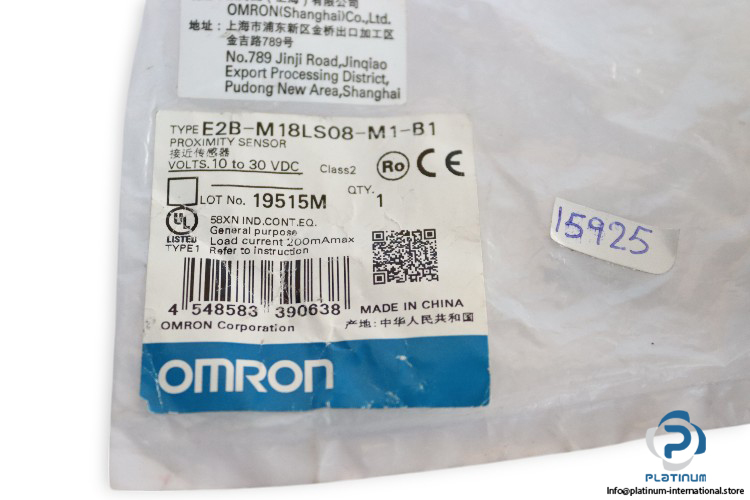 OMRON(Shanghai)Co.,Ltd.
地址: 上海市浦东新区金桥出口加工区
金吉路789号
No.789 Jinji Road,Jinqiao
Export Processing District,
Pudong New Area,Shanghai
TYPE E2B-M18LS08-M1-B1
PROXIMITY SENSOR
接近传感器
VOLTS. 10 to 30 VDC Class2 Ro CE
LOT No. 19515M QTY. 1
UL
LISTED
TYPE1
58XN IND.CONT.EQ.
General purpose
Load current 200mAmax
Refer to instruction
4 548583 390638
OMRON Corporation
MADE IN CHINA
产地: 中华人民共和国
OMRON
15925
PLATINUM
Info@platinum-international.store